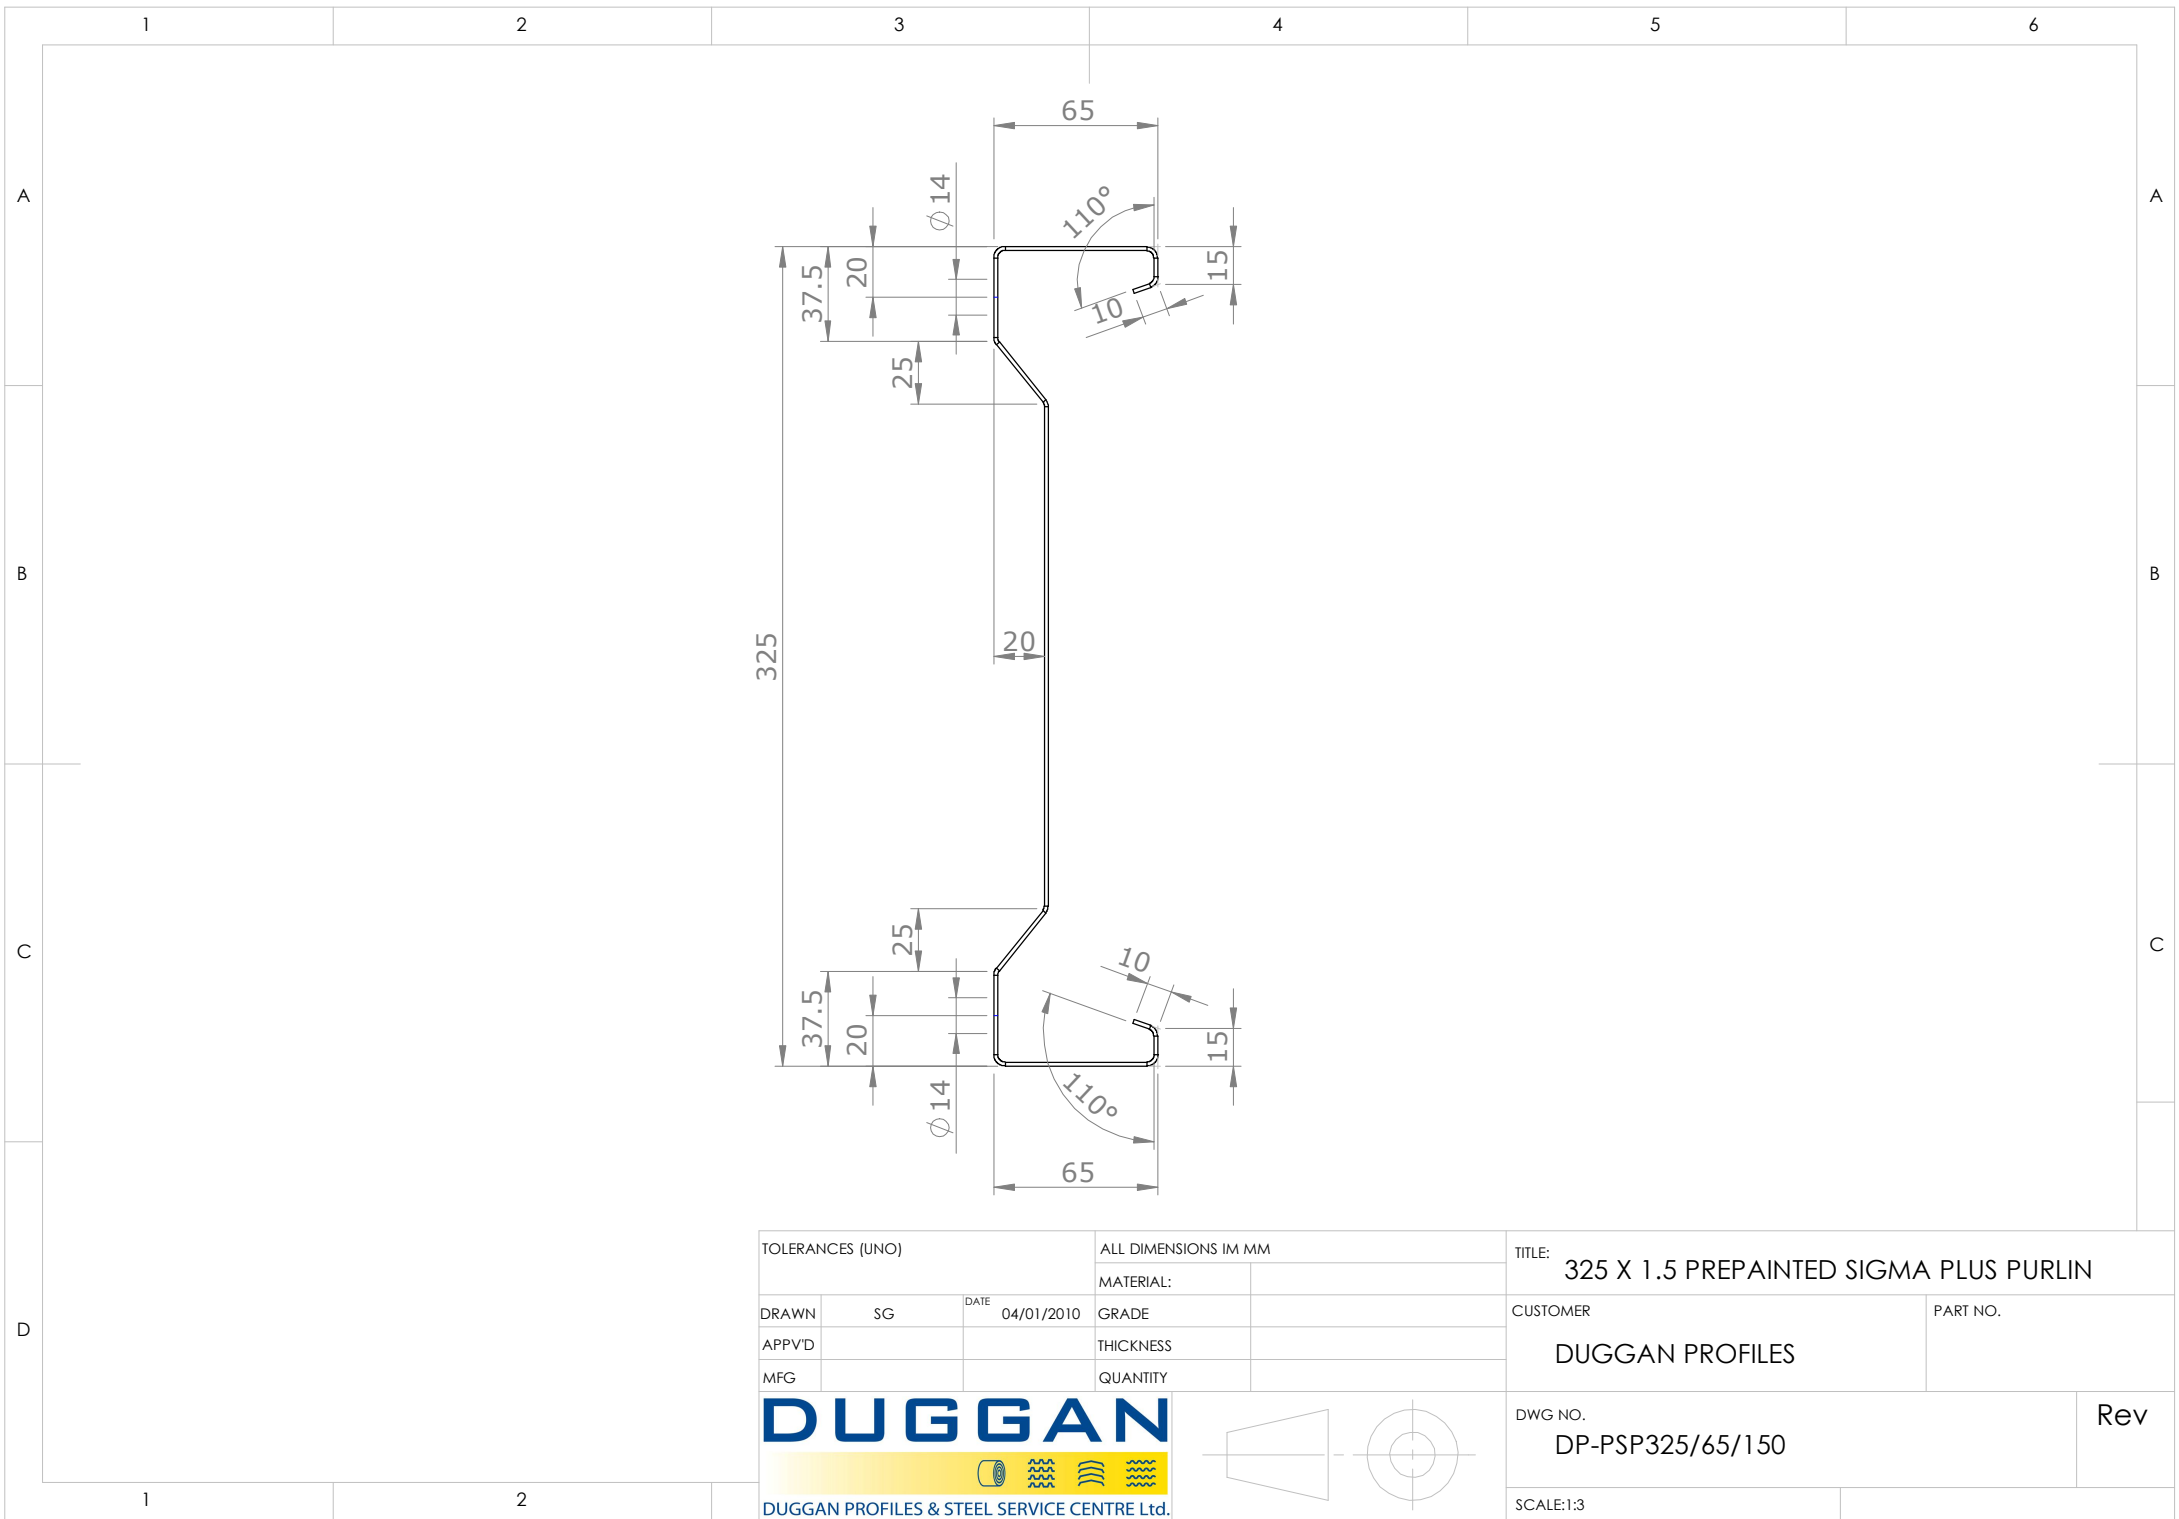 1 2 3 4 5 6
A A
B B
C C
D
65
Ø14
110°
20
37.5
15
10
25
325
20
25
10
37.5
20
15
Ø14
110°
65
TOLERANCES (UNO)
ALL DIMENSIONS IM MM
MATERIAL:
DRAWN SG DATE 04/01/2010 GRADE
APPV'D THICKNESS
MFG QUANTITY
TITLE: 325 X 1.5 PREPAINTED SIGMA PLUS PURLIN
CUSTOMER PART NO.
DUGGAN PROFILES
DUGGAN
DUGGAN PROFILES & STEEL SERVICE CENTRE Ltd.
DWG NO. Rev
DP-PSP325/65/150
SCALE:1:3
1 2